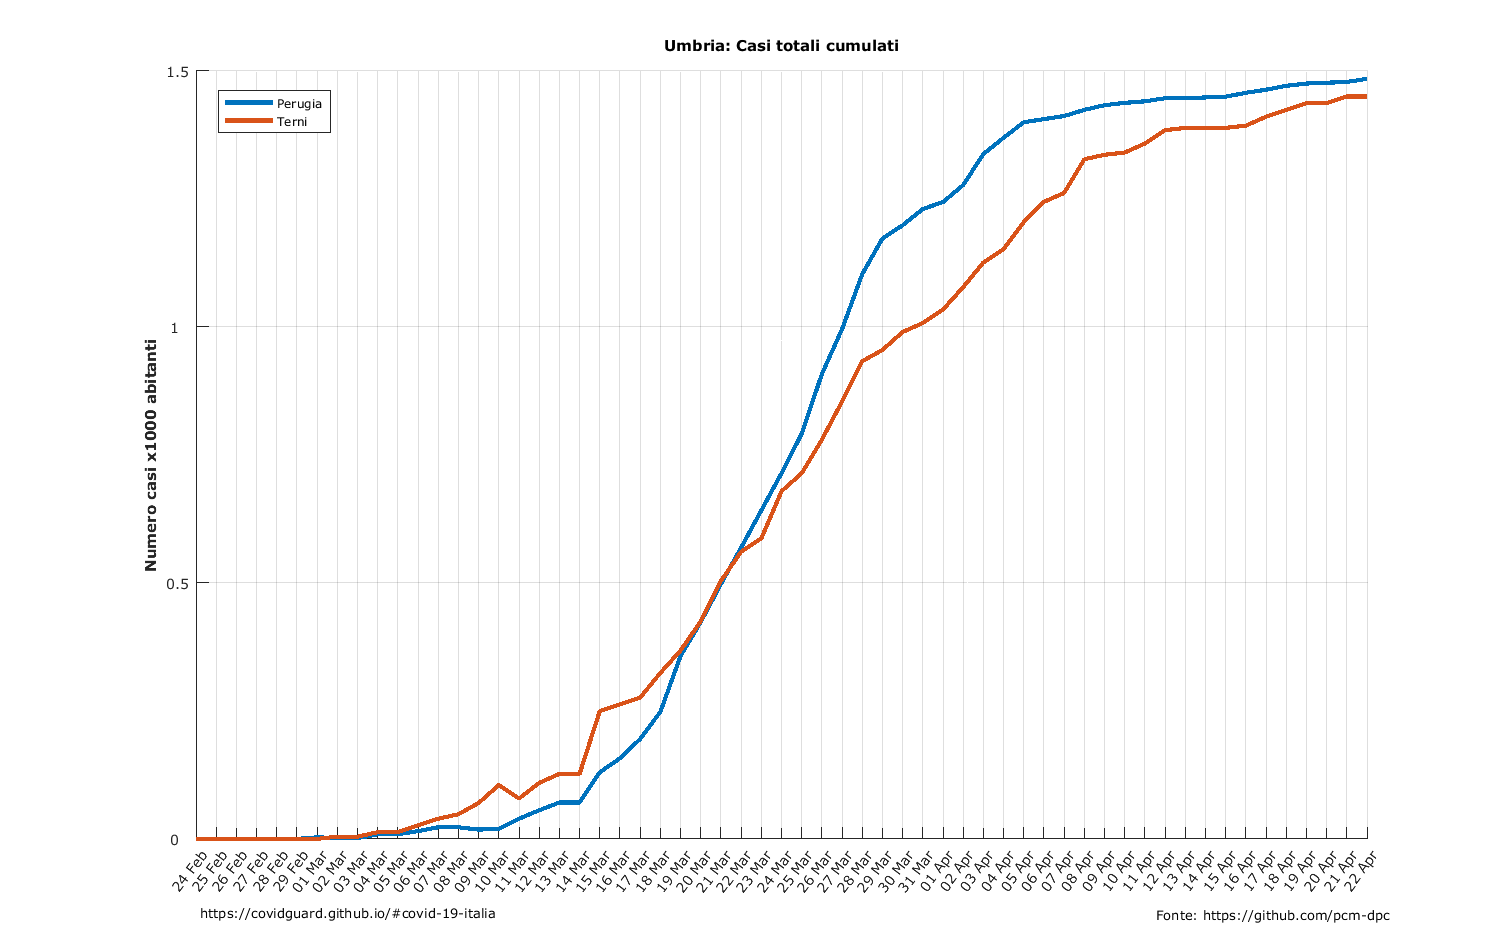 Umbria: Casi totali cumulati
Perugia
Terni
Numero casi x1000 abitanti
1.5
1
0.5
0
24 Feb
25 Feb
26 Feb
27 Feb
28 Feb
29 Feb
01 Mar
02 Mar
03 Mar
04 Mar
05 Mar
06 Mar
07 Mar
08 Mar
09 Mar
10 Mar
11 Mar
12 Mar
13 Mar
14 Mar
15 Mar
16 Mar
17 Mar
18 Mar
19 Mar
20 Mar
21 Mar
22 Mar
23 Mar
24 Mar
25 Mar
26 Mar
27 Mar
28 Mar
29 Mar
30 Mar
31 Mar
01 Apr
02 Apr
03 Apr
04 Apr
05 Apr
06 Apr
07 Apr
08 Apr
09 Apr
10 Apr
11 Apr
12 Apr
13 Apr
14 Apr
15 Apr
16 Apr
17 Apr
18 Apr
19 Apr
20 Apr
21 Apr
22 Apr
https://covidguard.github.io/#covid-19-italia
Fonte: https://github.com/pcm-dpc